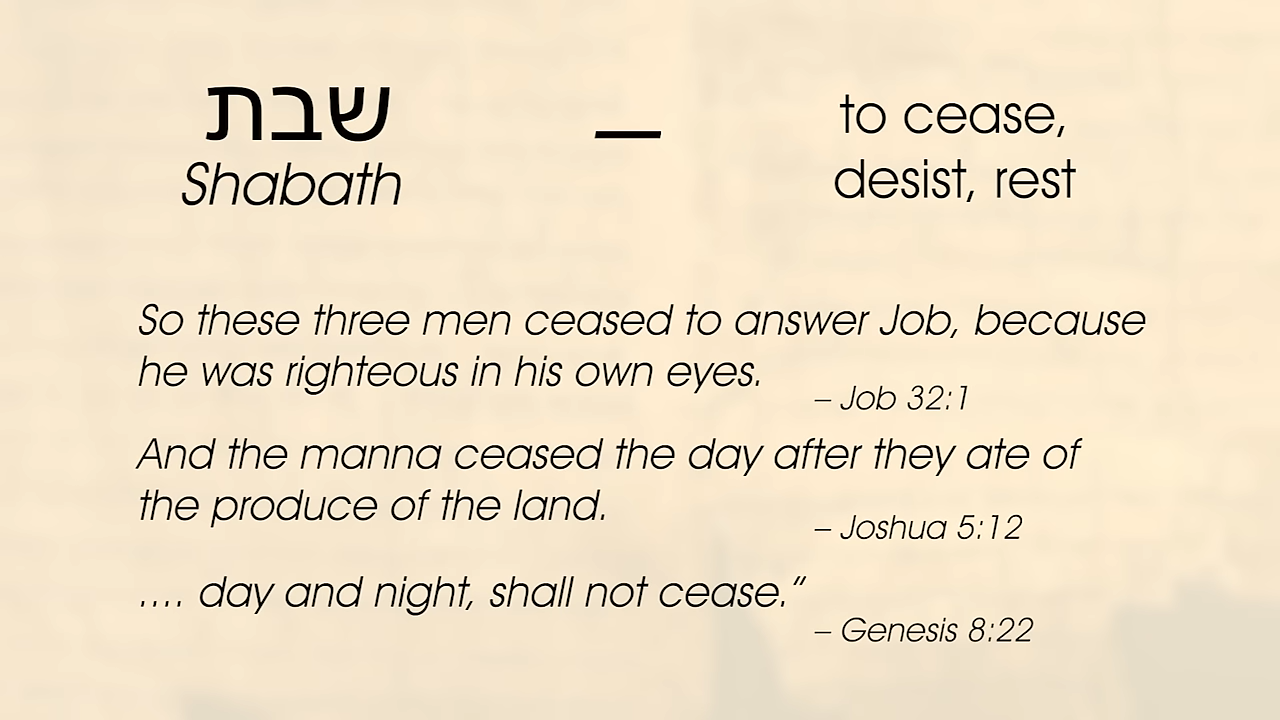 שבת
Shabath
—
to cease,
desist, rest
So these three men ceased to answer Job, because
he was righteous in his own eyes.
– Job 32:1
And the manna ceased the day after they ate of
the produce of the land.
– Joshua 5:12
.... day and night, shall not cease.”
– Genesis 8:22